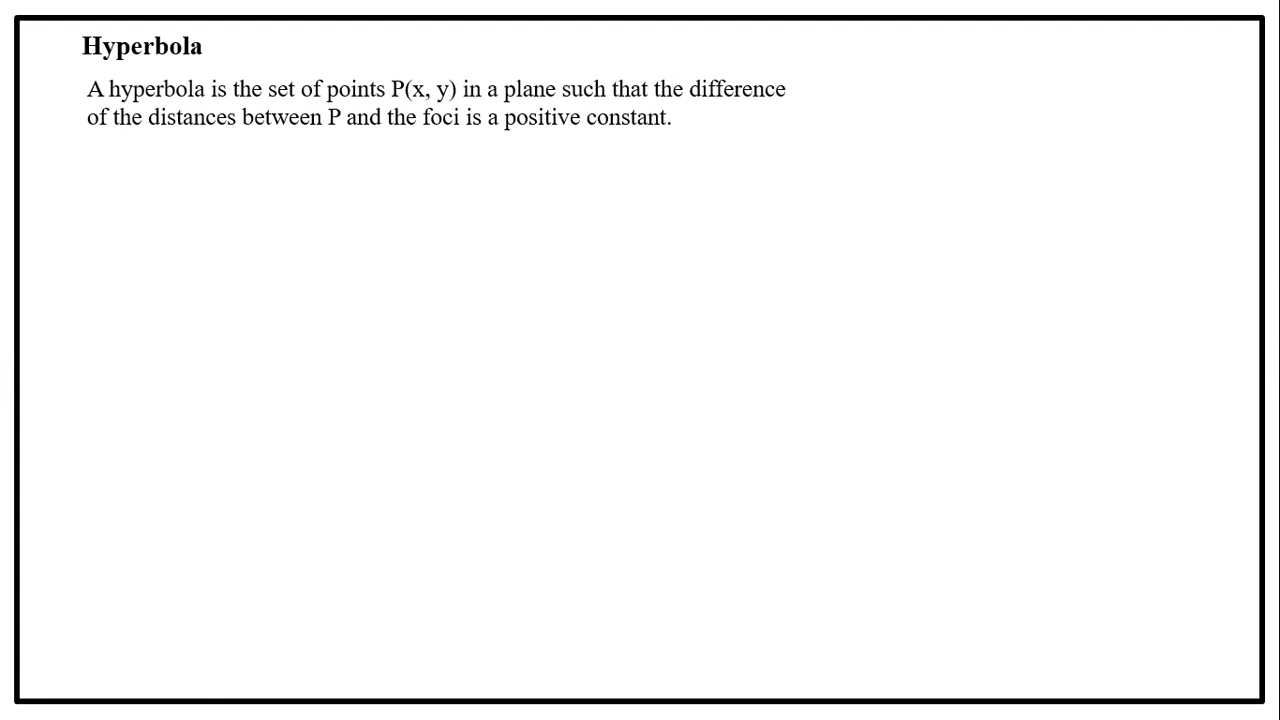 Hyperbola
A hyperbola is the set of points P(x, y) in a plane such that the difference
of the distances between P and the foci is a positive constant.